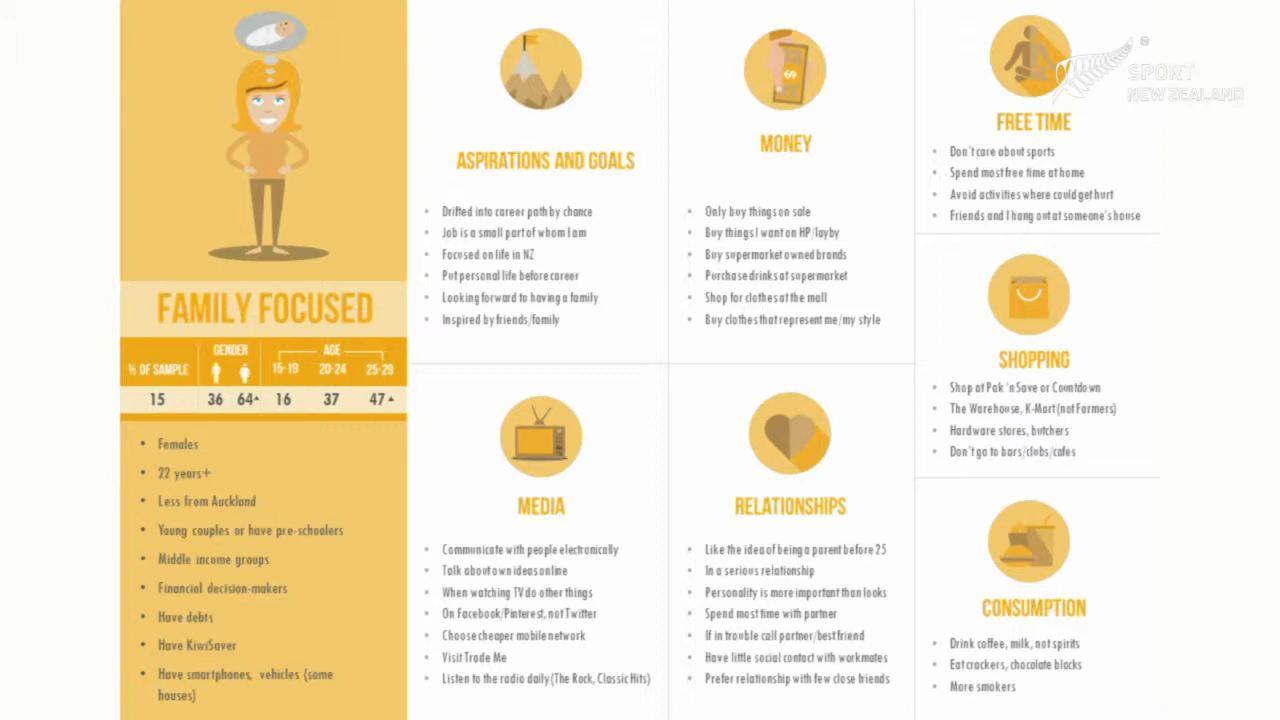 FAMILY FOCUSED
% OF SAMPLE
GENDER
AGE
15-19 20-24 25-29
15 36 64▲ 16 37 47▲
• Females
• 22 years+
• Less from Auckland
• Young couples or have pre-schoolers
• Middle income groups
• Financial decision-makers
• Have debts
• Have KiwiSaver
• Have smartphones, vehicles (some
houses)
ASPIRATIONS AND GOALS
• Drifted into career path by chance
• Job is a small part of whom I am
• Focused on life in NZ
• Put personal life before career
• Looking forward to having a family
• Inspired by friends/family
MONEY
• Only buy things on sale
• Buy things I want on HP/layby
• Buy supermarket owned brands
• Purchase drinks at supermarket
• Shop for clothes at the mall
• Buy clothes that represent me/my style
MEDIA
• Communicate with people electronically
• Talk about own ideas online
• When watching TV do other things
• On Facebook/Pinterest, not Twitter
• Choose cheaper mobile network
• Visit Trade Me
• Listen to the radio daily (The Rock, Classic Hits)
RELATIONSHIPS
• Like the idea of being a parent before 25
• In a serious relationship
• Personality is more important than looks
• Spend most time with partner
• If in trouble call partner/best friend
• Have little social contact with workmates
• Prefer relationship with few close friends
®
SPORT
NEW ZEALAND
FREE TIME
• Don't care about sports
• Spend most free time at home
• Avoid activities where could get hurt
• Friends and I hang out at someone's house
SHOPPING
• Shop at Pak 'n Save or Countdown
• The Warehouse, K-Mart (not Farmers)
• Hardware stores, butchers
• Don't go to bars/clubs/cafes
CONSUMPTION
• Drink coffee, milk, not spirits
• Eat crackers, chocolate blocks
• More smokers